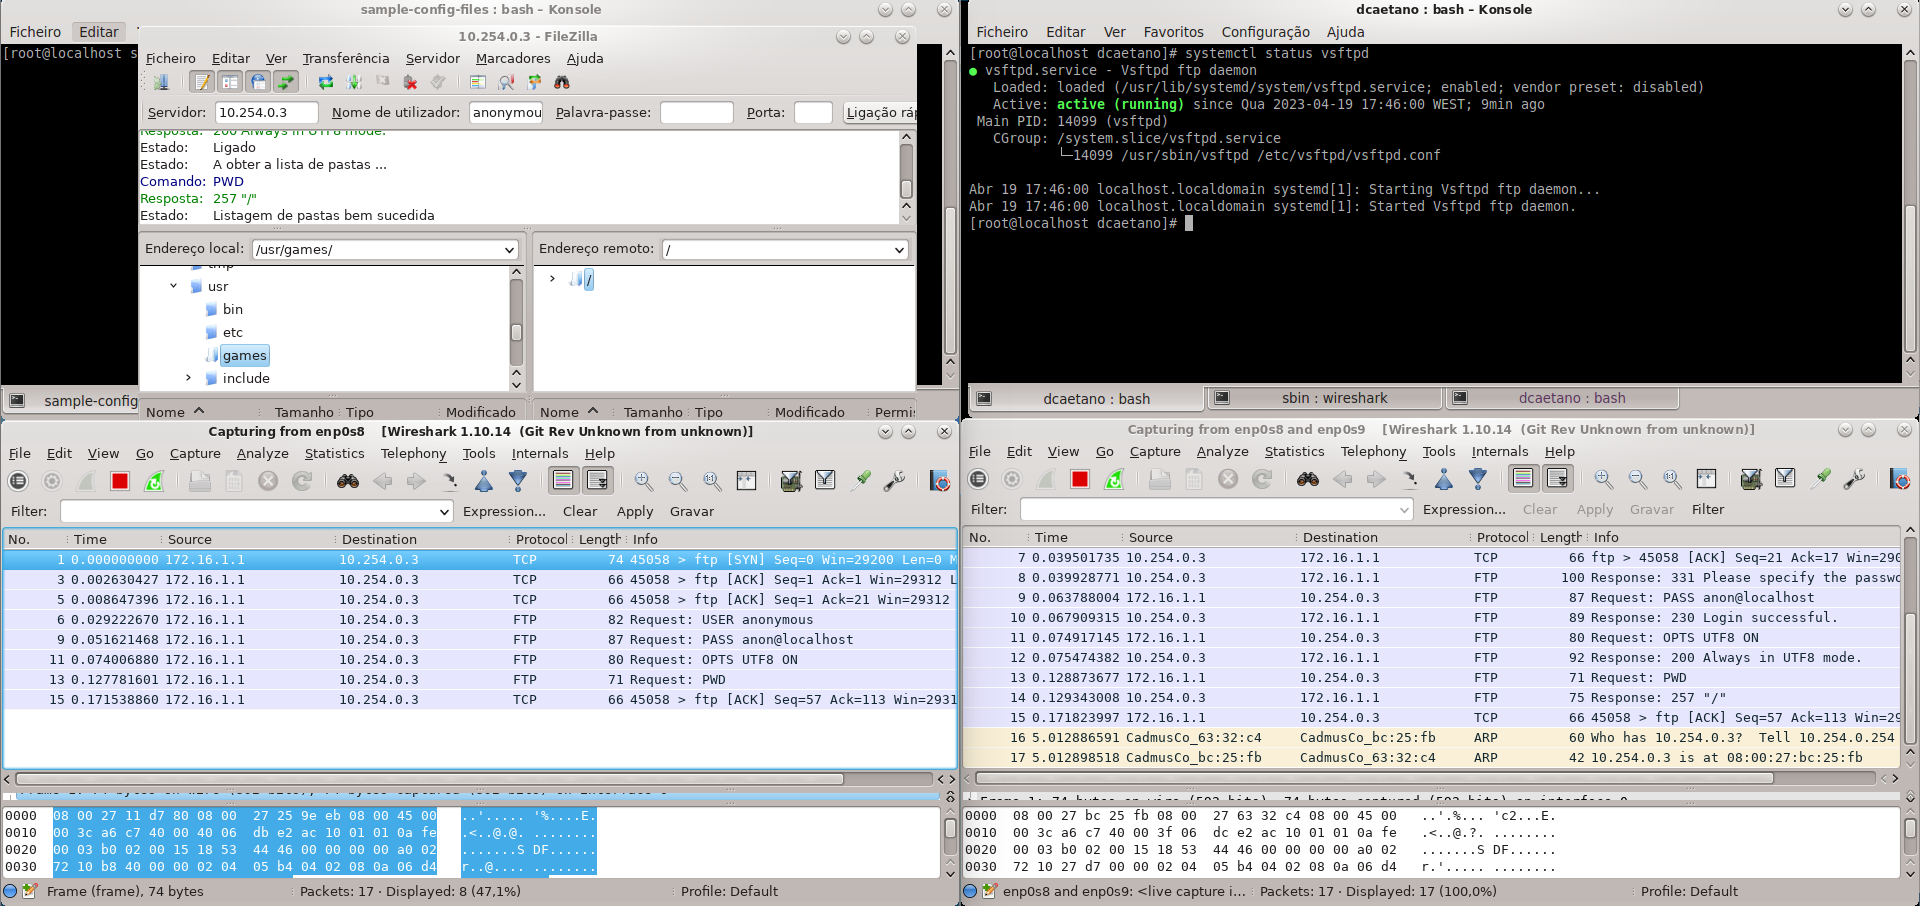 sample-config-files : bash – Konsole
Ficheiro Editar
[root@localhost s
10.254.0.3 - FileZilla
Ficheiro Editar Ver Transferência Servidor Marcadores Ajuda
Servidor: 10.254.0.3 Nome de utilizador: anonymou Palavra-passe: Porta: Ligação ráp
Resposta: 200 Always in UTF8 mode.
Estado: Ligado
Estado: A obter a lista de pastas ...
Comando: PWD
Resposta: 257 "/"
Estado: Listagem de pastas bem sucedida
Endereço local: /usr/games/
Endereço remoto: /
tmp
usr
bin
etc
games
include
/
Nome Tamanho Tipo Modificado
Nome Tamanho Tipo Modificado Permis
sample-config
dcaetano : bash – Konsole
Ficheiro Editar Ver Favoritos Configuração Ajuda
[root@localhost dcaetano]# systemctl status vsftpd
● vsftpd.service - Vsftpd ftp daemon
Loaded: loaded (/usr/lib/systemd/system/vsftpd.service; enabled; vendor preset: disabled)
Active: active (running) since Qua 2023-04-19 17:46:00 WEST; 9min ago
Main PID: 14099 (vsftpd)
CGroup: /system.slice/vsftpd.service
└─14099 /usr/sbin/vsftpd /etc/vsftpd/vsftpd.conf
Abr 19 17:46:00 localhost.localdomain systemd[1]: Starting Vsftpd ftp daemon...
Abr 19 17:46:00 localhost.localdomain systemd[1]: Started Vsftpd ftp daemon.
[root@localhost dcaetano]#
dcaetano : bash
sbin : wireshark
dcaetano : bash
Capturing from enp0s8 [Wireshark 1.10.14 (Git Rev Unknown from unknown)]
File Edit View Go Capture Analyze Statistics Telephony Tools Internals Help
Filter: Expression... Clear Apply Gravar
No. Time Source Destination Protocol Length Info
1 0.000000000 172.16.1.1 10.254.0.3 TCP 74 45058 > ftp [SYN] Seq=0 Win=29200 Len=0 M
3 0.002630427 172.16.1.1 10.254.0.3 TCP 66 45058 > ftp [ACK] Seq=1 Ack=1 Win=29312 L
5 0.008647396 172.16.1.1 10.254.0.3 TCP 66 45058 > ftp [ACK] Seq=1 Ack=21 Win=29312
6 0.029222670 172.16.1.1 10.254.0.3 FTP 82 Request: USER anonymous
9 0.051621468 172.16.1.1 10.254.0.3 FTP 87 Request: PASS anon@localhost
11 0.074006880 172.16.1.1 10.254.0.3 FTP 80 Request: OPTS UTF8 ON
13 0.127781601 172.16.1.1 10.254.0.3 FTP 71 Request: PWD
15 0.171538860 172.16.1.1 10.254.0.3 TCP 66 45058 > ftp [ACK] Seq=57 Ack=113 Win=2931
0000 08 00 27 11 d7 80 08 00 27 25 9e eb 08 00 45 00 ..'..... '%....E.
0010 00 3c a6 c7 40 00 40 06 db e2 ac 10 01 01 0a fe .<..@.@. ........
0020 00 03 b0 02 00 15 18 53 44 46 00 00 00 00 a0 02 .......S DF......
0030 72 10 b8 40 00 00 02 04 05 b4 04 02 08 0a 06 d4 r..@.... ........
Frame (frame), 74 bytes Packets: 17 · Displayed: 8 (47,1%) Profile: Default
Capturing from enp0s8 and enp0s9 [Wireshark 1.10.14 (Git Rev Unknown from unknown)]
File Edit View Go Capture Analyze Statistics Telephony Tools Internals Help
Filter: Expression... Clear Apply Gravar Filter
No. Time Source Destination Protocol Length Info
7 0.039501735 10.254.0.3 172.16.1.1 TCP 66 ftp > 45058 [ACK] Seq=21 Ack=17 Win=290
8 0.039928771 10.254.0.3 172.16.1.1 FTP 100 Response: 331 Please specify the passwo
9 0.063788004 172.16.1.1 10.254.0.3 FTP 87 Request: PASS anon@localhost
10 0.067909315 10.254.0.3 172.16.1.1 FTP 89 Response: 230 Login successful.
11 0.074917145 172.16.1.1 10.254.0.3 FTP 80 Request: OPTS UTF8 ON
12 0.075474382 10.254.0.3 172.16.1.1 FTP 92 Response: 200 Always in UTF8 mode.
13 0.128873677 172.16.1.1 10.254.0.3 FTP 71 Request: PWD
14 0.129343008 10.254.0.3 172.16.1.1 FTP 75 Response: 257 "/"
15 0.171823997 172.16.1.1 10.254.0.3 TCP 66 45058 > ftp [ACK] Seq=57 Ack=113 Win=29
16 5.012886591 CadmusCo_63:32:c4 CadmusCo_bc:25:fb ARP 60 Who has 10.254.0.3? Tell 10.254.0.254
17 5.012898518 CadmusCo_bc:25:fb CadmusCo_63:32:c4 ARP 42 10.254.0.3 is at 08:00:27:bc:25:fb
Frame 1: 74 bytes on wire (592 bits), 74 bytes captured (592 bits) on interface 0
0000 08 00 27 bc 25 fb 08 00 27 63 32 c4 08 00 45 00 ..'.%... 'c2...E.
0010 00 3c a6 c7 40 00 3f 06 dc e2 ac 10 01 01 0a fe .<..@.?. ........
0020 00 03 b0 02 00 15 18 53 44 46 00 00 00 00 a0 02 .......S DF......
0030 72 10 27 d7 00 00 02 04 05 b4 04 02 08 0a 06 d4 r.'..... ........
enp0s8 and enp0s9: <live capture i... Packets: 17 · Displayed: 17 (100,0%) Profile: Default